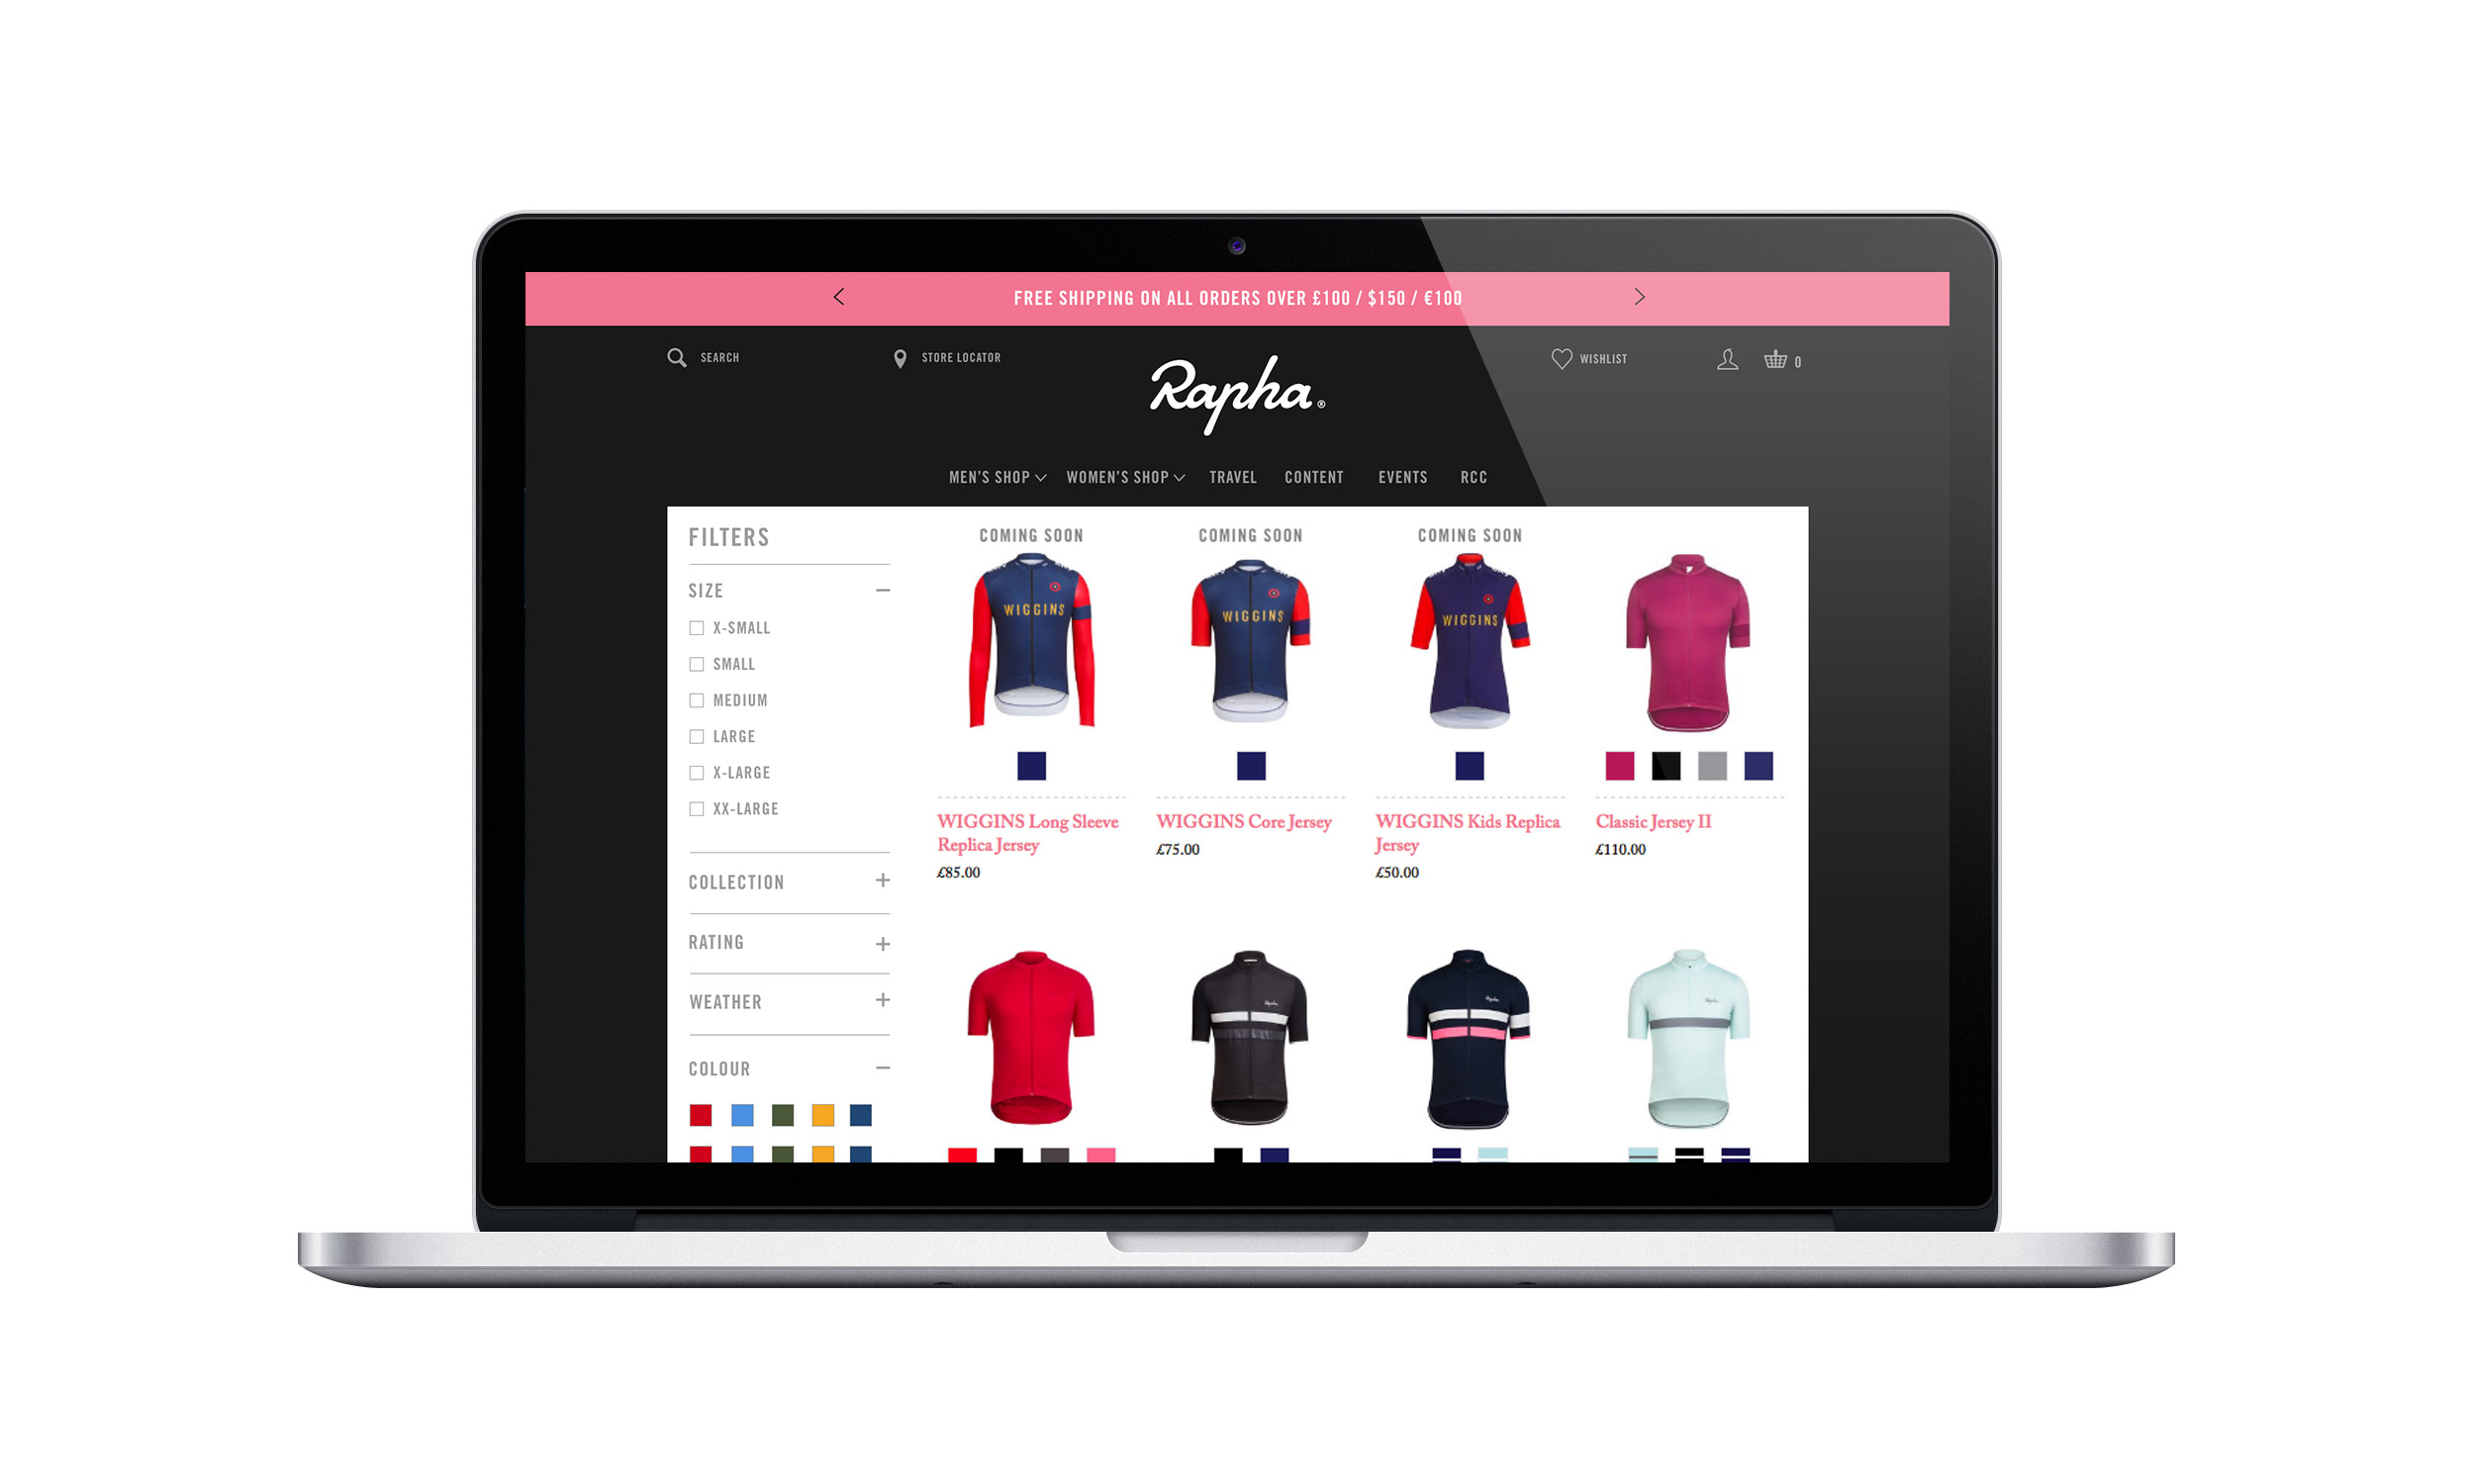 FREE SHIPPING ON ALL ORDERS OVER £100 / $150 / €100
SEARCH
STORE LOCATOR
Rapha®
WISHLIST
0
MEN'S SHOP
WOMEN'S SHOP
TRAVEL
CONTENT
EVENTS
RCC
FILTERS
SIZE
X-SMALL
SMALL
MEDIUM
LARGE
X-LARGE
XX-LARGE
COLLECTION
RATING
WEATHER
COLOUR
COMING SOON
WIGGINS
WIGGINS Long Sleeve
Replica Jersey
£85.00
COMING SOON
WIGGINS
WIGGINS Core Jersey
£75.00
COMING SOON
WIGGINS
WIGGINS Kids Replica
Jersey
£50.00
Classic Jersey II
£110.00
Rapha
Rapha
Rapha